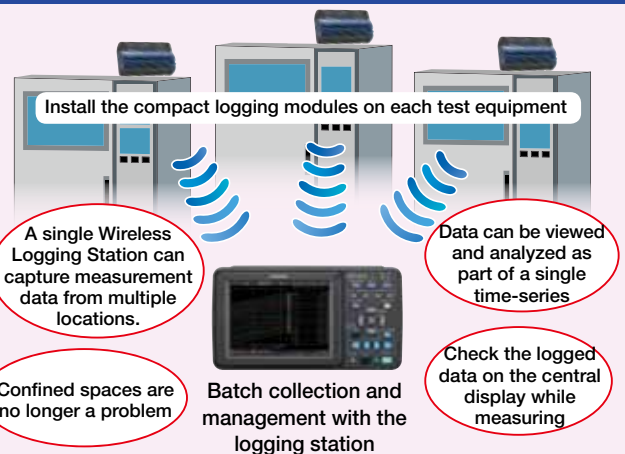 Install the compact logging modules on each test equipment
A single Wireless
Logging Station can
capture measurement
data from multiple
locations.
Data can be viewed
and analyzed as
part of a single
time-series
Confined spaces are
no longer a problem
Batch collection and
management with the
logging station
Check the logged
data on the central
display while
measuring